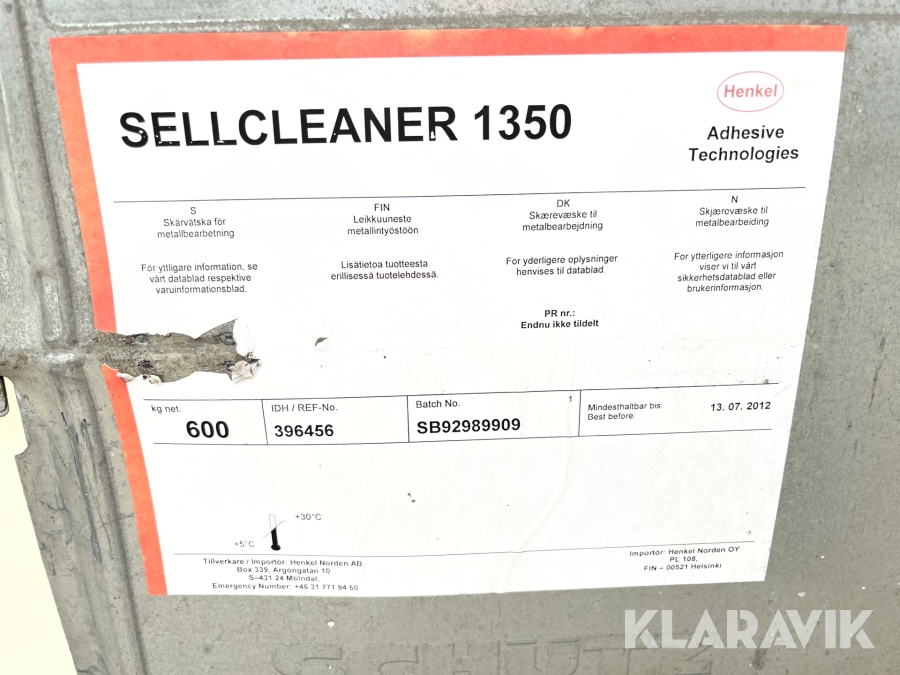 Henkel
SELLCLEANER 1350
Adhesive
Technologies
S
Skärvätska för
metallbearbetning
För yttligare information, se
vårt datablad respektive
varuinformationsblad.
FIN
Leikkuuneste
metallintyöstöön
Lisätietoa tuotteesta
erillisessä tuotelehdessä.
DK
Skærevæske til
metalbearbejdning
For yderligere oplysninger
henvises til datablad.
PR nr.:
Endnu ikke tildelt
N
Skjærevæske til
metalbearbeiding
For ytterligere informasjon
viser vi til vårt
sikkerhetsdatablad eller
brukerinformasjon.
kg net.
600
IDH / REF-No.
396456
Batch No.
1
SB92989909
Mindesthaltbar bis:
Best before:
13. 07. 2012
+30°C
+5°C
Tillverkare / Importör: Henkel Norden AB
Box 339, Argongatan 10
S–431 24 Mölndal,
Emergency Number: +46 31 771 94 50
Importör: Henkel Norden OY
PL 108,
FIN – 00521 Helsinki
SCHÜTZ
KLARAVIK